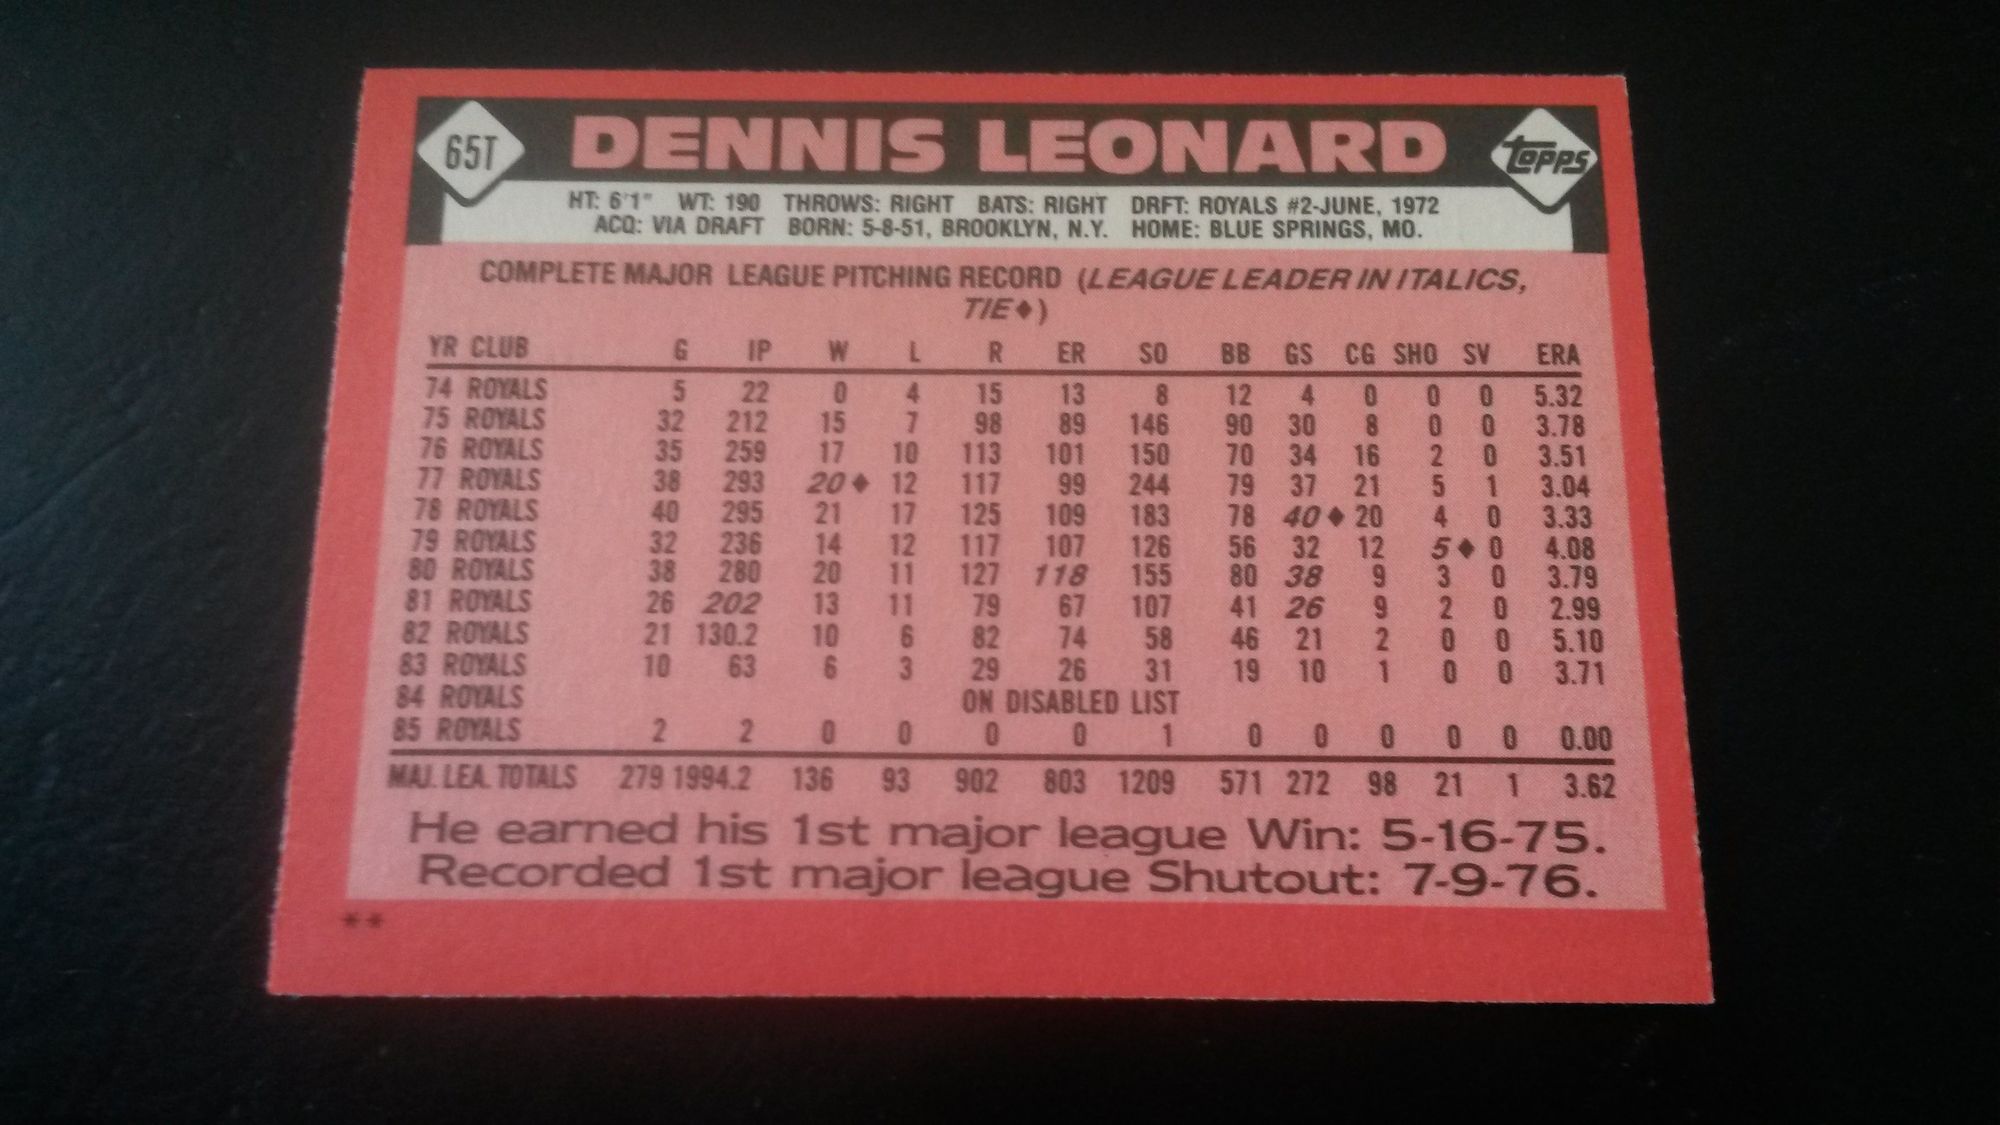 65T DENNIS LEONARD topps
HT: 6'1" WT: 190 THROWS: RIGHT BATS: RIGHT DRFT: ROYALS #2-JUNE, 1972
ACQ: VIA DRAFT BORN: 5-8-51, BROOKLYN, N.Y. HOME: BLUE SPRINGS, MO.
COMPLETE MAJOR LEAGUE PITCHING RECORD (LEAGUE LEADER IN ITALICS,
TIE♦)
YR CLUB G IP W L R ER SO BB GS CG SHO SV ERA
74 ROYALS 5 22 0 4 15 13 8 12 4 0 0 0 5.32
75 ROYALS 32 212 15 7 98 89 146 90 30 8 0 0 3.78
76 ROYALS 35 259 17 10 113 101 150 70 34 16 2 0 3.51
77 ROYALS 38 293 20♦ 12 117 99 244 79 37 21 5 1 3.04
78 ROYALS 40 295 21 17 125 109 183 78 40♦ 20 4 0 3.33
79 ROYALS 32 236 14 12 117 107 126 56 32 12 5♦ 0 4.08
80 ROYALS 38 280 20 11 127 118 155 80 38 9 3 0 3.79
81 ROYALS 26 202 13 11 79 67 107 41 26 9 2 0 2.99
82 ROYALS 21 130.2 10 6 82 74 58 46 21 2 0 0 5.10
83 ROYALS 10 63 6 3 29 26 31 19 10 1 0 0 3.71
84 ROYALS ON DISABLED LIST
85 ROYALS 2 2 0 0 0 0 1 0 0 0 0 0 0.00
MAJ. LEA. TOTALS 279 1994.2 136 93 902 803 1209 571 272 98 21 1 3.62
He earned his 1st major league Win: 5-16-75.
Recorded 1st major league Shutout: 7-9-76.
**